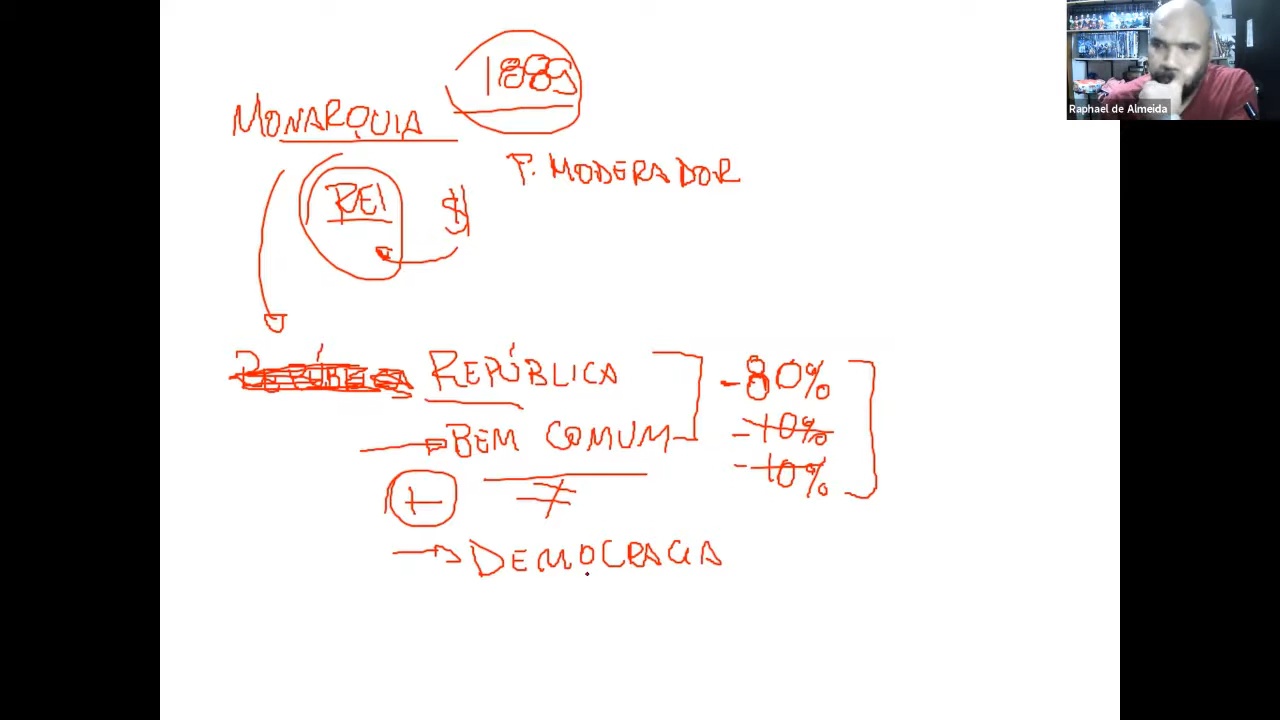 1889
MONARQUIA
P. MODERADOR
REI $
REPÚBLICA - 80%
BEM COMUM - 10%
- 10%
+ ≠
DEMOCRACIA
Raphael de Almeida